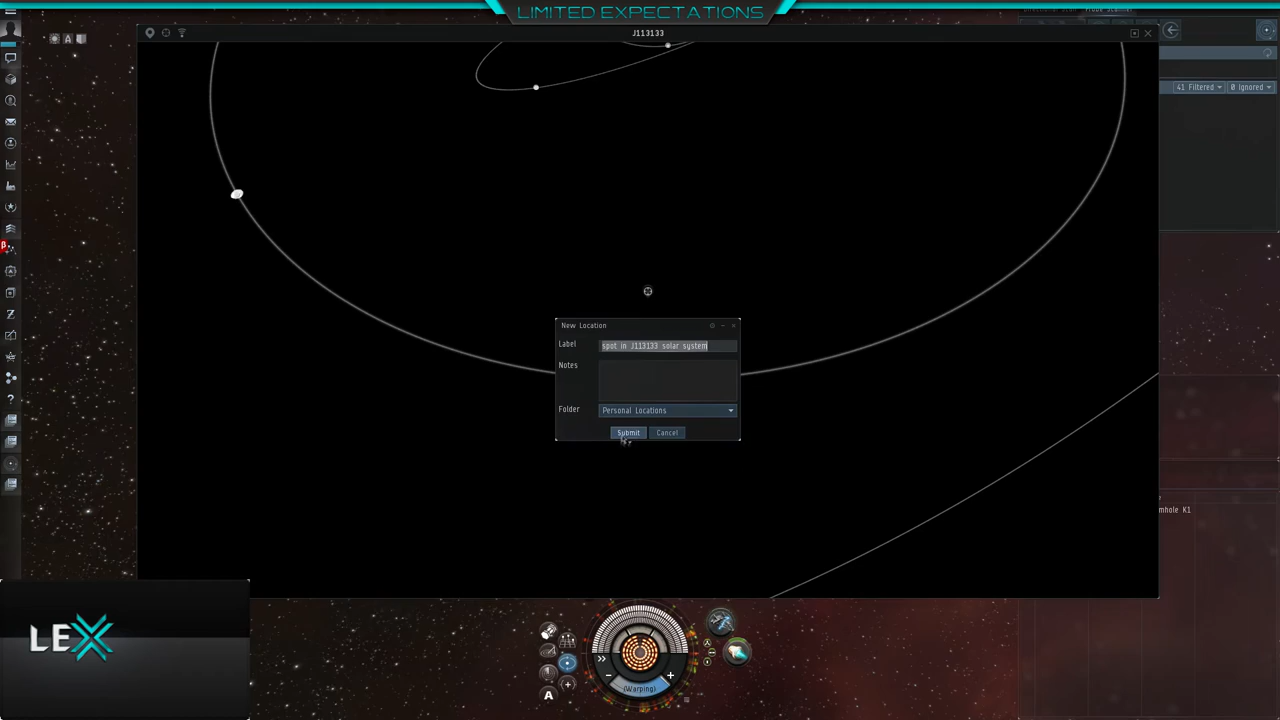 LIMITED EXPECTATIONS
J113133
A
41 Filtered
0 Ignored
β
New Location
Label
spot in J113133 solar system
Notes
Folder
Personal Locations
Submit
Cancel
mhole K1
LEX
(Warping)
A